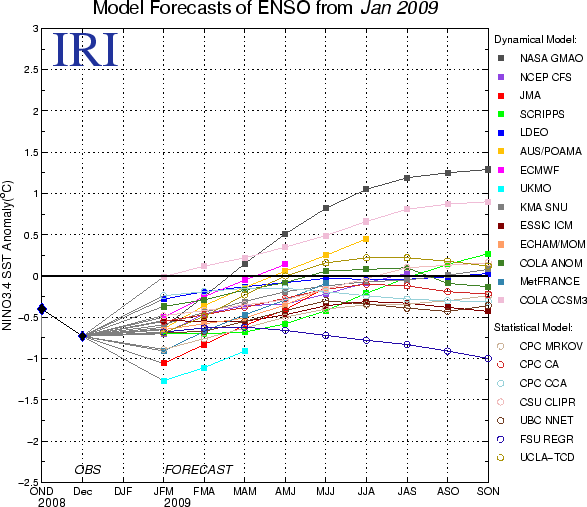 Model Forecasts of ENSO from Jan 2009
IRI
NINO3.4 SST Anomaly(°C)
3
2.5
2
1.5
1
0.5
0
−0.5
−1
−1.5
−2
−2.5
OBS FORECAST
OND Dec DJF JFM FMA MAM AMJ MJJ JJA JAS ASO SON
2008 2009
Dynamical Model:
NASA GMAO
NCEP CFS
JMA
SCRIPPS
LDEO
AUS/POAMA
ECMWF
UKMO
KMA SNU
ESSIC ICM
ECHAM/MOM
COLA ANOM
MetFRANCE
COLA CCSM3
Statistical Model:
CPC MRKOV
CPC CA
CPC CCA
CSU CLIPR
UBC NNET
FSU REGR
UCLA−TCD